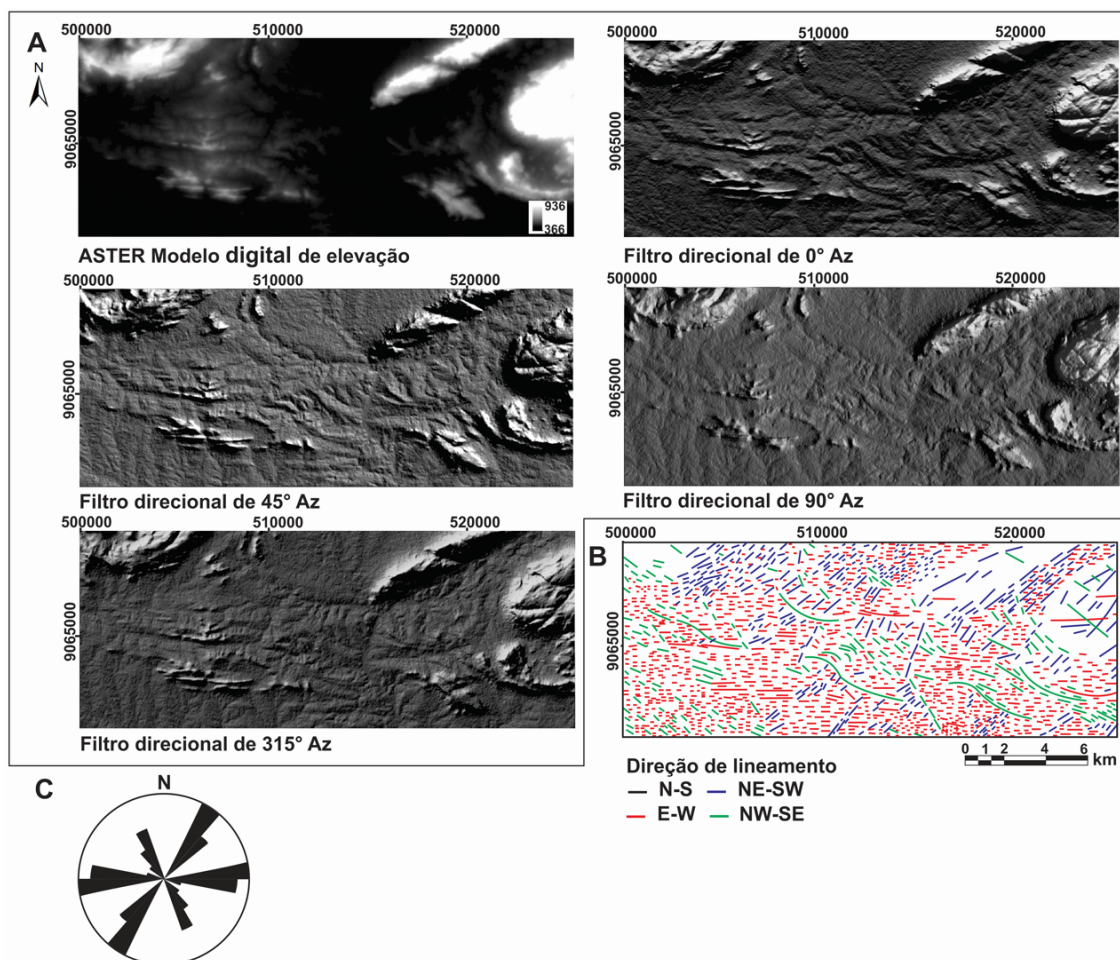 A
N
500000 510000 520000
9065000
936
366
ASTER Modelo digital de elevação
500000 510000 520000
9065000
Filtro direcional de 0° Az
500000 510000 520000
9065000
Filtro direcional de 45° Az
500000 510000 520000
9065000
Filtro direcional de 90° Az
500000 510000 520000
9065000
Filtro direcional de 315° Az
B
500000 510000 520000
9065000
0 1 2 4 6
km
Direção de lineamento
N-S NE-SW
E-W NW-SE
C
N